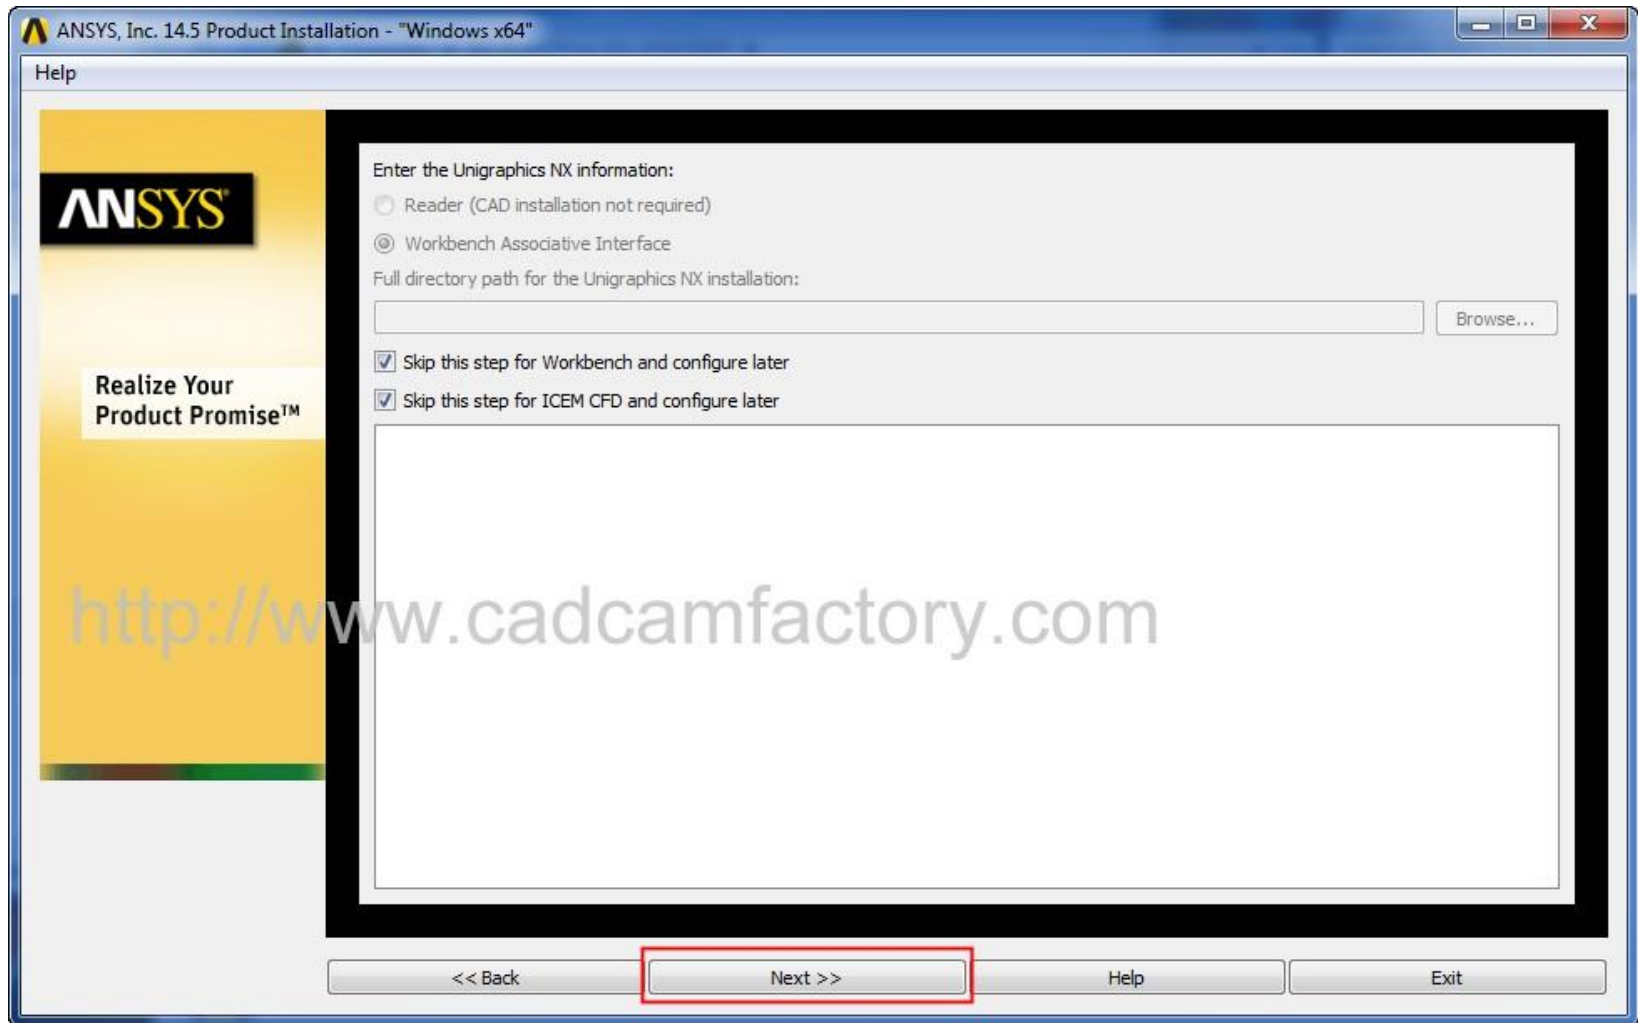 ANSYS, Inc. 14.5 Product Installation - "Windows x64"
Help
ANSYS®
Realize Your
Product Promise™
Enter the Unigraphics NX information:
Reader (CAD installation not required)
Workbench Associative Interface
Full directory path for the Unigraphics NX installation:
Browse...
Skip this step for Workbench and configure later
Skip this step for ICEM CFD and configure later
http://www.cadcamfactory.com
<< Back
Next >>
Help
Exit